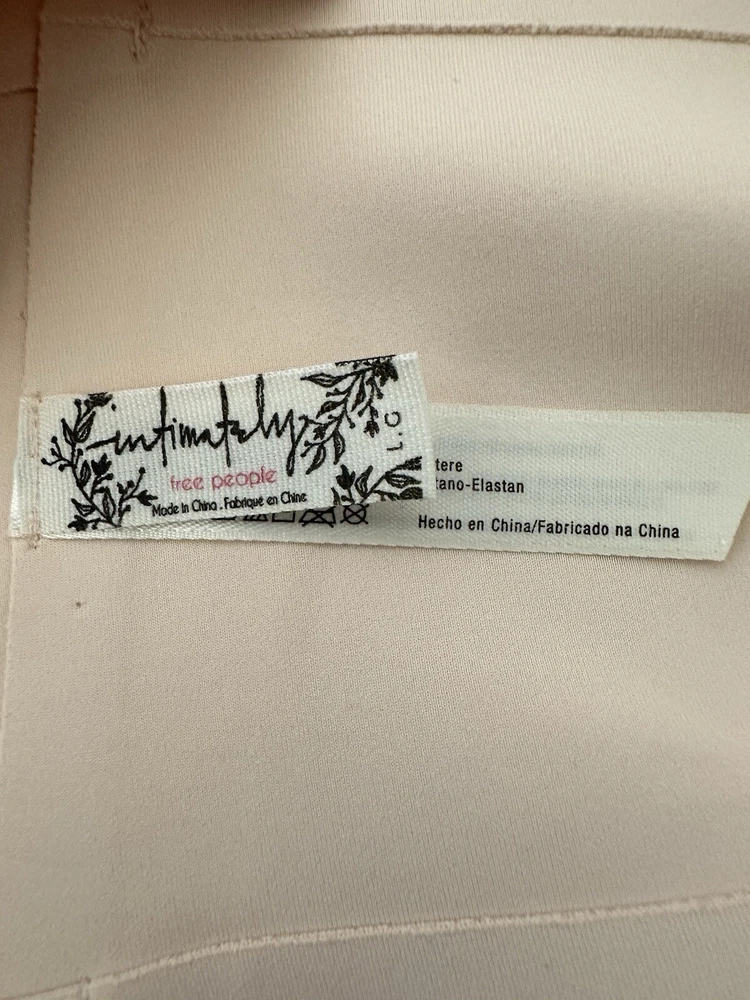 intimately
free people
Made in China . Fabriqué en Chine
L.C
tere
tano-Elastan
Hecho en China/Fabricado na China